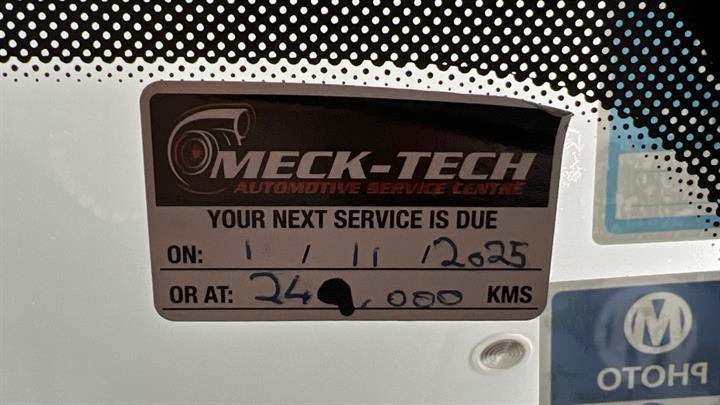 MECK-TECH
AUTOMOTIVE SERVICE CENTRE
YOUR NEXT SERVICE IS DUE
ON: 1 / 11 / 2025
OR AT: 249,000 KMS
M
PHOTO